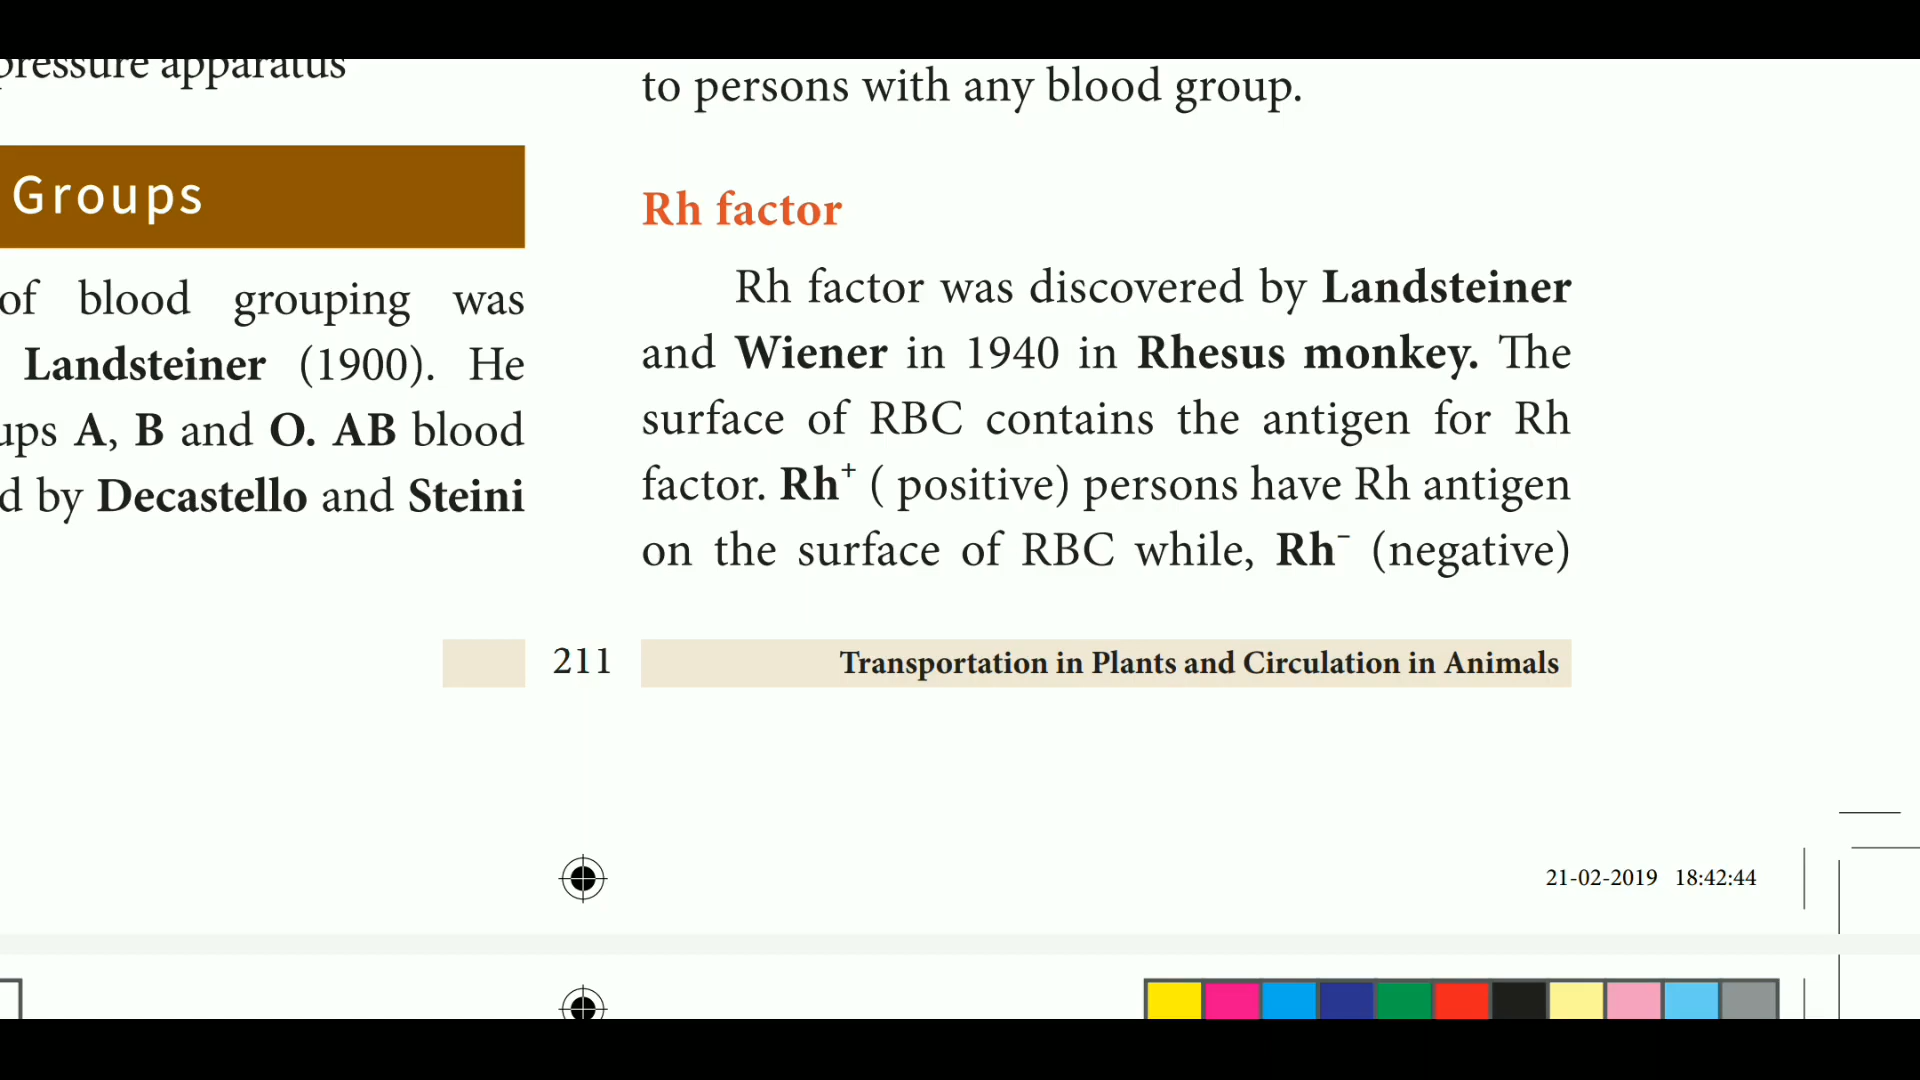 pressure apparatus
Groups
of blood grouping was
Landsteiner (1900). He
ups A, B and O. AB blood
d by Decastello and Steini
to persons with any blood group.
Rh factor
Rh factor was discovered by Landsteiner
and Wiener in 1940 in Rhesus monkey. The
surface of RBC contains the antigen for Rh
factor. Rh⁺ ( positive) persons have Rh antigen
on the surface of RBC while, Rh⁻ (negative)
211
Transportation in Plants and Circulation in Animals
21-02-2019 18:42:44